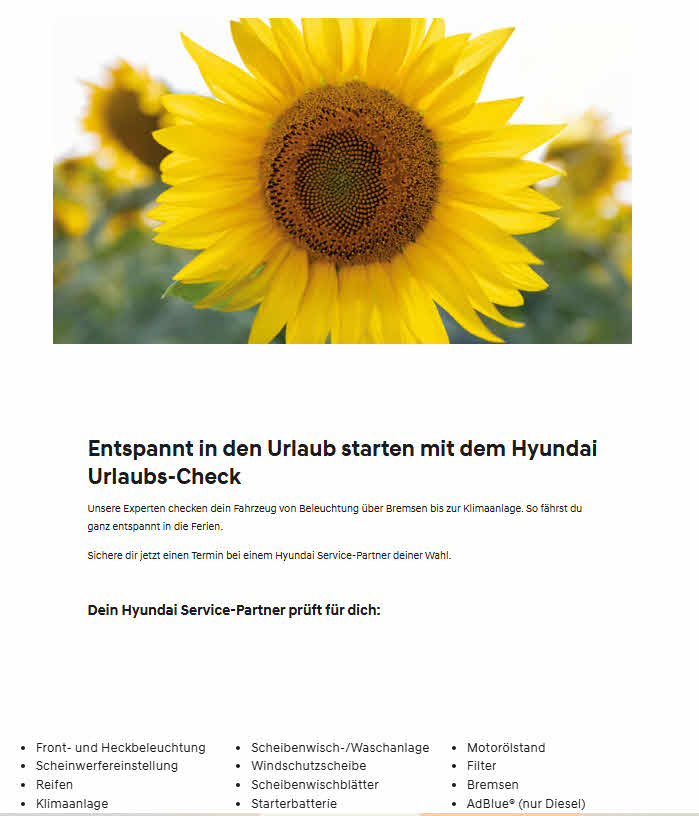 Entspannt in den Urlaub starten mit dem Hyundai
Urlaubs-Check
Unsere Experten checken dein Fahrzeug von Beleuchtung über Bremsen bis zur Klimaanlage. So fährst du
ganz entspannt in die Ferien.
Sichere dir jetzt einen Termin bei einem Hyundai Service-Partner deiner Wahl.
Dein Hyundai Service-Partner prüft für dich:
• Front- und Heckbeleuchtung
• Scheinwerfereinstellung
• Reifen
• Klimaanlage
• Scheibenwisch-/Waschanlage
• Windschutzscheibe
• Scheibenwischblätter
• Starterbatterie
• Motorölstand
• Filter
• Bremsen
• AdBlue® (nur Diesel)